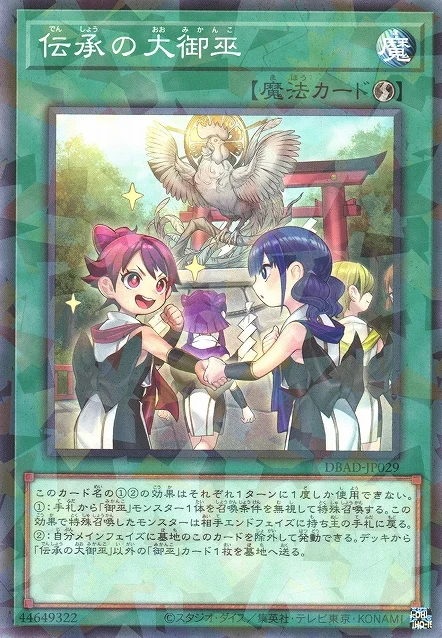 伝承の大御巫
【魔法カード】
魔
DBAD-JP029
このカード名の①②の効果はそれぞれ1ターンに1度しか使用できない。
①：手札から「御巫」モンスター1体を召喚条件を無視して特殊召喚する。この
効果で特殊召喚したモンスターは相手エンドフェイズに持ち主の手札に戻る。
②：自分メインフェイズに墓地のこのカードを除外して発動できる。デッキから
「伝承の大御巫」以外の「御巫」カード1枚を墓地へ送る。
44649322
©スタジオ・ダイス／集英社・テレビ東京・KONAMI